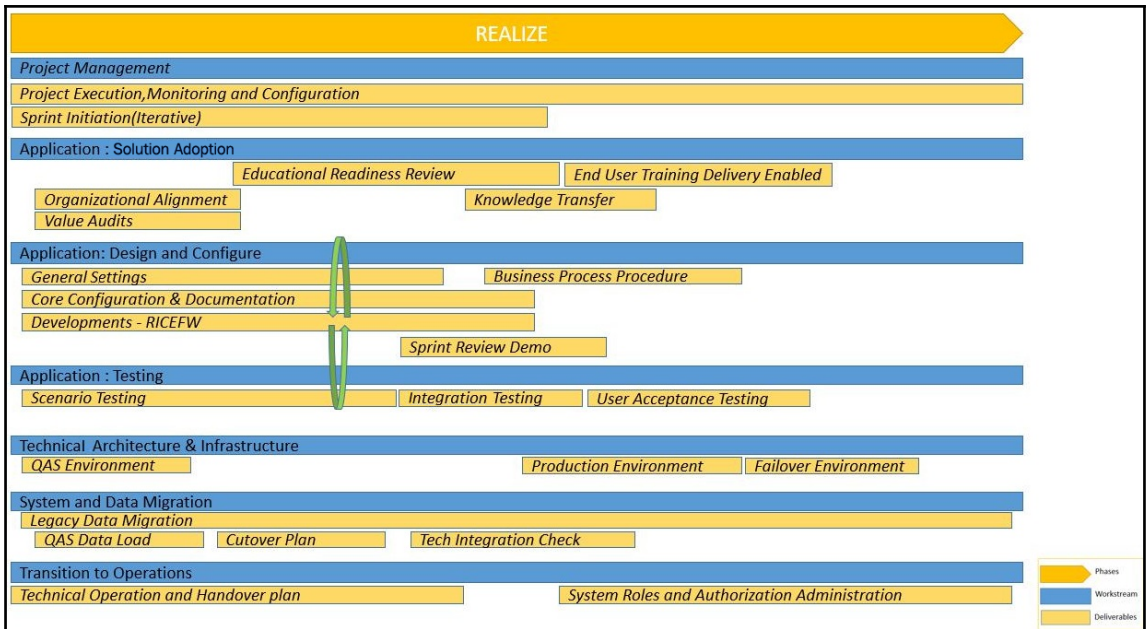 REALIZE
Project Management
Project Execution,Monitoring and Configuration
Sprint Initiation(Iterative)
Application : Solution Adoption
Educational Readiness Review
End User Training Delivery Enabled
Organizational Alignment
Knowledge Transfer
Value Audits
Application: Design and Configure
General Settings
Business Process Procedure
Core Configuration & Documentation
Developments - RICEFW
Sprint Review Demo
Application : Testing
Scenario Testing
Integration Testing
User Acceptance Testing
Technical Architecture & Infrastructure
QAS Environment
Production Environment
Failover Environment
System and Data Migration
Legacy Data Migration
QAS Data Load
Cutover Plan
Tech Integration Check
Transition to Operations
Technical Operation and Handover plan
System Roles and Authorization Administration
Phases
Workstream
Deliverables